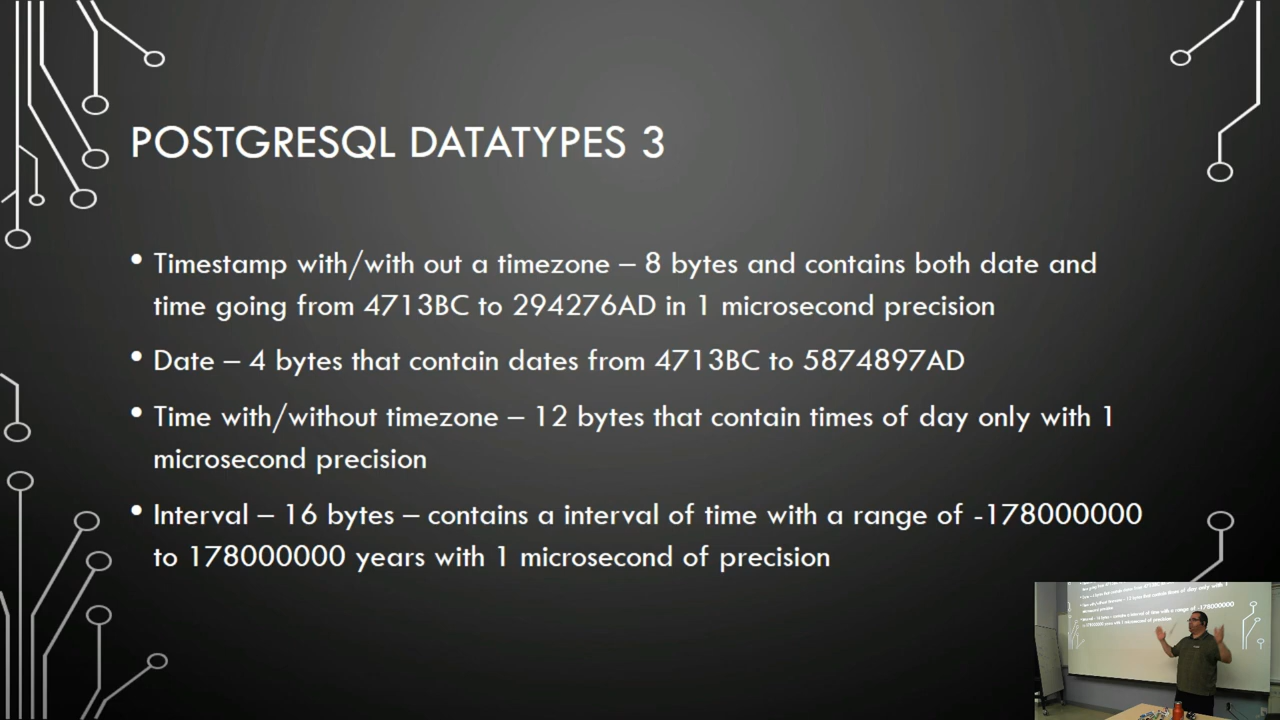 POSTGRESQL DATATYPES 3
• Timestamp with/with out a timezone – 8 bytes and contains both date and
time going from 4713BC to 294276AD in 1 microsecond precision
• Date – 4 bytes that contain dates from 4713BC to 5874897AD
• Time with/without timezone – 12 bytes that contain times of day only with 1
microsecond precision
• Interval – 16 bytes – contains a interval of time with a range of -178000000
to 178000000 years with 1 microsecond of precision